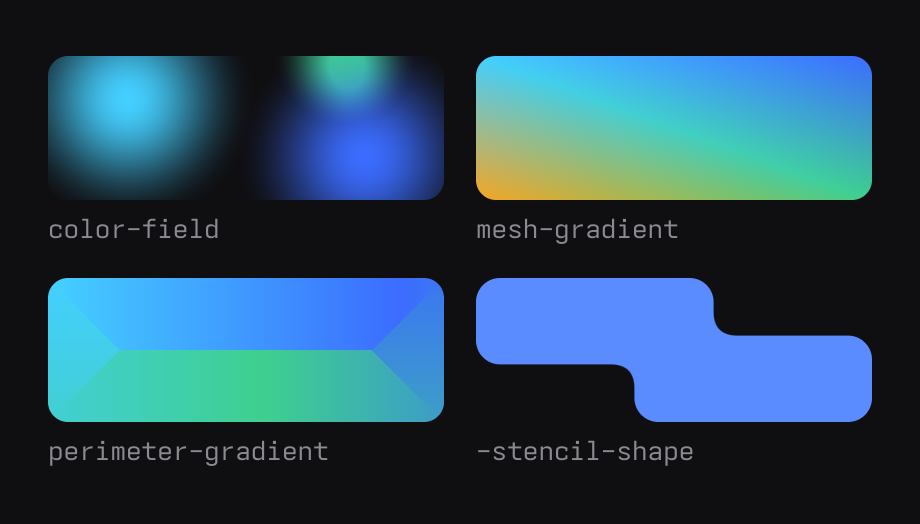 color-field
mesh-gradient
perimeter-gradient
-stencil-shape